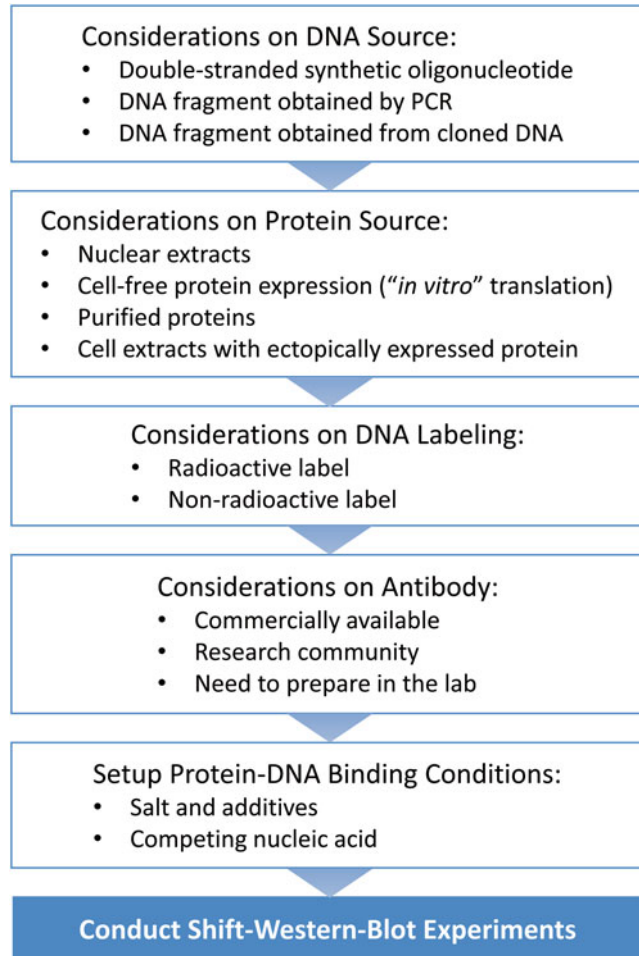 Considerations on DNA Source:
• Double-stranded synthetic oligonucleotide
• DNA fragment obtained by PCR
• DNA fragment obtained from cloned DNA
Considerations on Protein Source:
• Nuclear extracts
• Cell-free protein expression (“in vitro” translation)
• Purified proteins
• Cell extracts with ectopically expressed protein
Considerations on DNA Labeling:
• Radioactive label
• Non-radioactive label
Considerations on Antibody:
• Commercially available
• Research community
• Need to prepare in the lab
Setup Protein-DNA Binding Conditions:
• Salt and additives
• Competing nucleic acid
Conduct Shift-Western-Blot Experiments